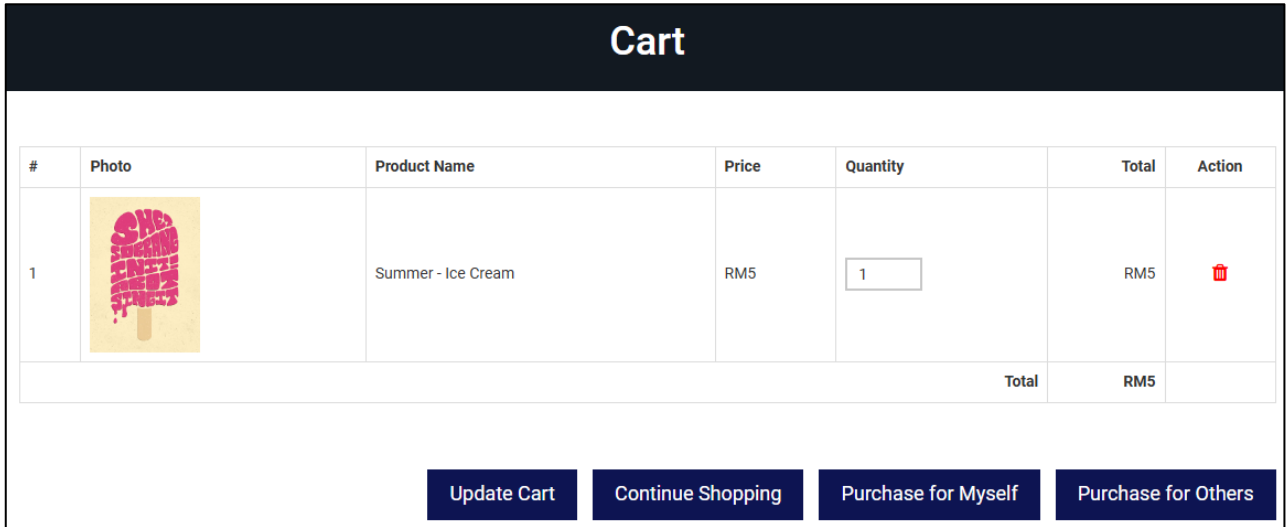 Cart
# Photo Product Name Price Quantity Total Action
1 Summer - Ice Cream RM5 1 RM5
Total RM5
Update Cart Continue Shopping Purchase for Myself Purchase for Others